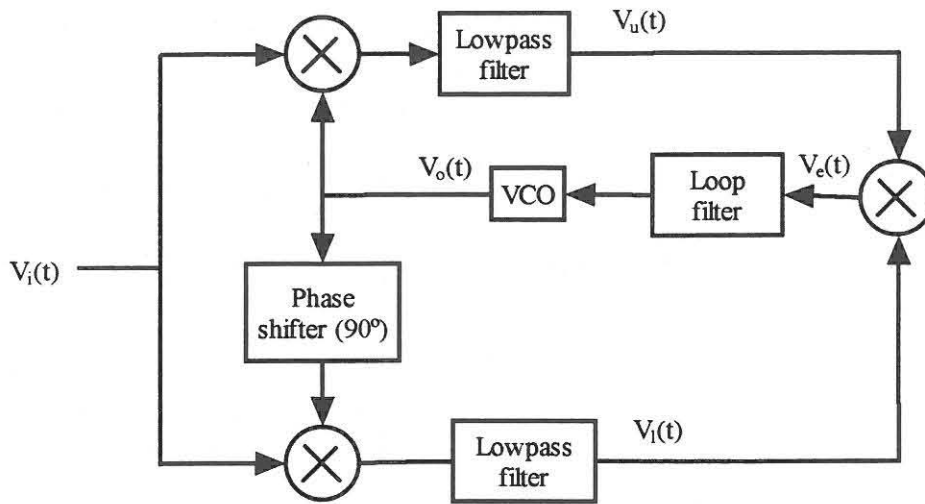 Lowpass
filter
Vu(t)
Vo(t)
VCO
Loop
filter
Ve(t)
Vi(t)
Phase
shifter (90º)
Lowpass
filter
Vl(t)